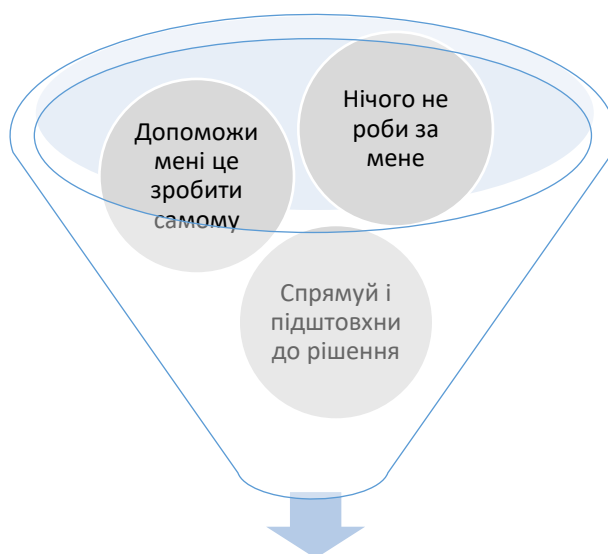 Нічого не
роби за
мене
Допоможи
мені це
зробити
самому
Спрямуй і
підштовхни
до рішення